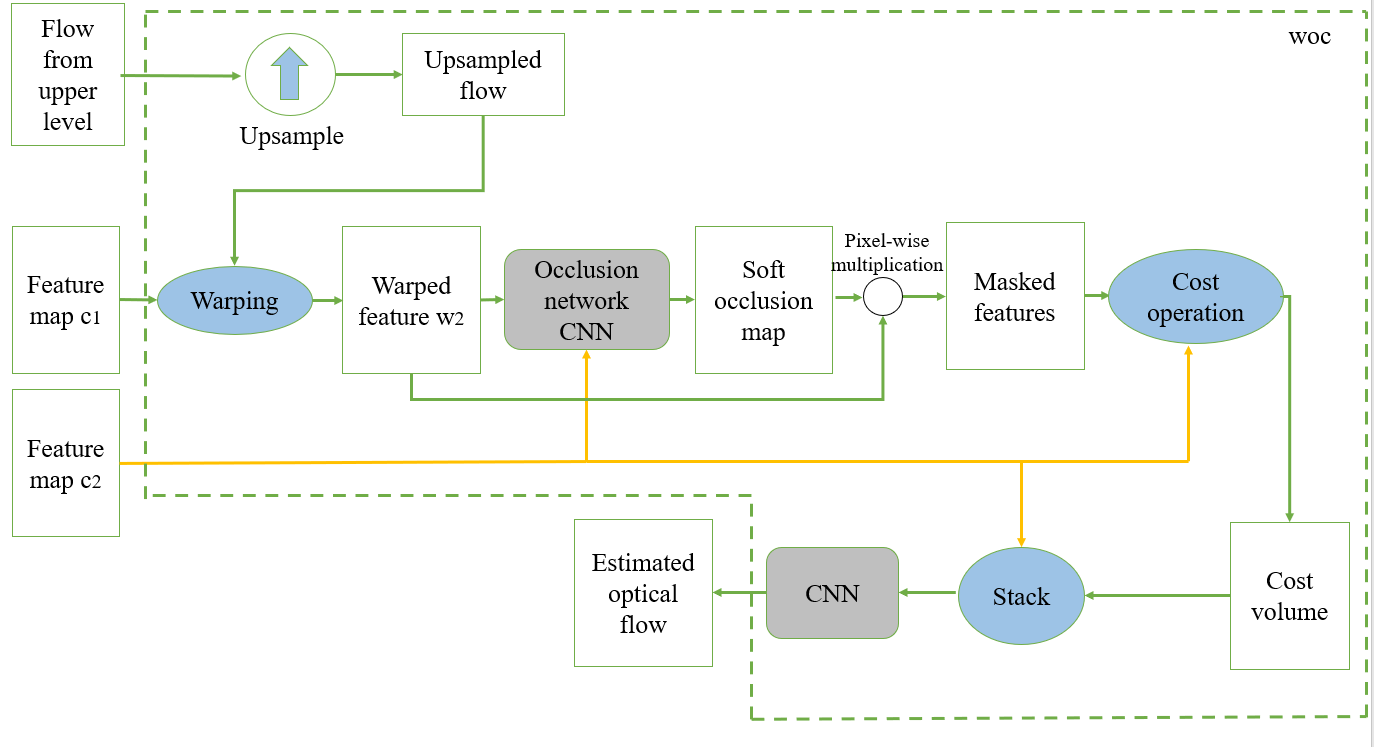 Flow
from
upper
level
Upsample
Upsampled
flow
woc
Feature
map c1
Warping
Warped
feature w2
Occlusion
network
CNN
Soft
occlusion
map
Pixel-wise
multiplication
Masked
features
Cost
operation
Feature
map c2
Estimated
optical
flow
CNN
Stack
Cost
volume